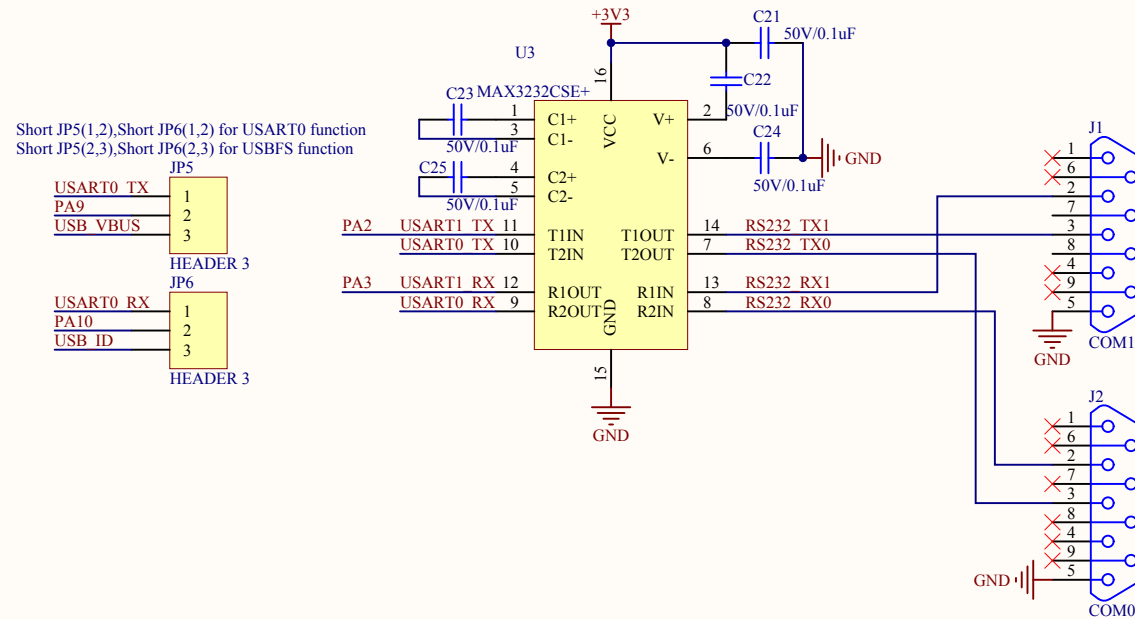 +3V3
C21
50V/0.1uF
U3
16
C22
C23
MAX3232CSE+
50V/0.1uF
1
C1+
VCC
V+
2
3
C1-
50V/0.1uF
Short JP5(1,2),Short JP6(1,2) for USART0 function
Short JP5(2,3),Short JP6(2,3) for USBFS function
C25
4
C2+
V-
6
C24
GND
5
C2-
50V/0.1uF
50V/0.1uF
JP5
USART0_TX
1
PA9
2
USB_VBUS
3
HEADER 3
PA2
USART1_TX
11
T1IN
T1OUT
14
RS232_TX1
USART0_TX
10
T2IN
T2OUT
7
RS232_TX0
PA3
USART1_RX
12
R1OUT
R1IN
13
RS232_RX1
USART0_RX
9
R2OUT
GND
R2IN
8
RS232_RX0
JP6
USART0_RX
1
PA10
2
USB_ID
3
HEADER 3
15
GND
J1
1
6
2
7
3
8
4
9
5
GND
COM1
J2
1
6
2
7
3
8
4
9
5
GND
COM0